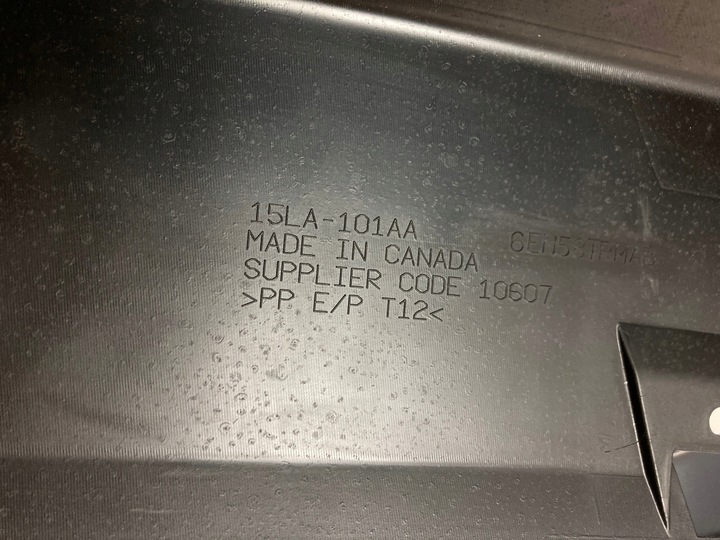 15LA-101AA
MADE IN CANADA
SUPPLIER CODE 10607
>PP E/P T12<